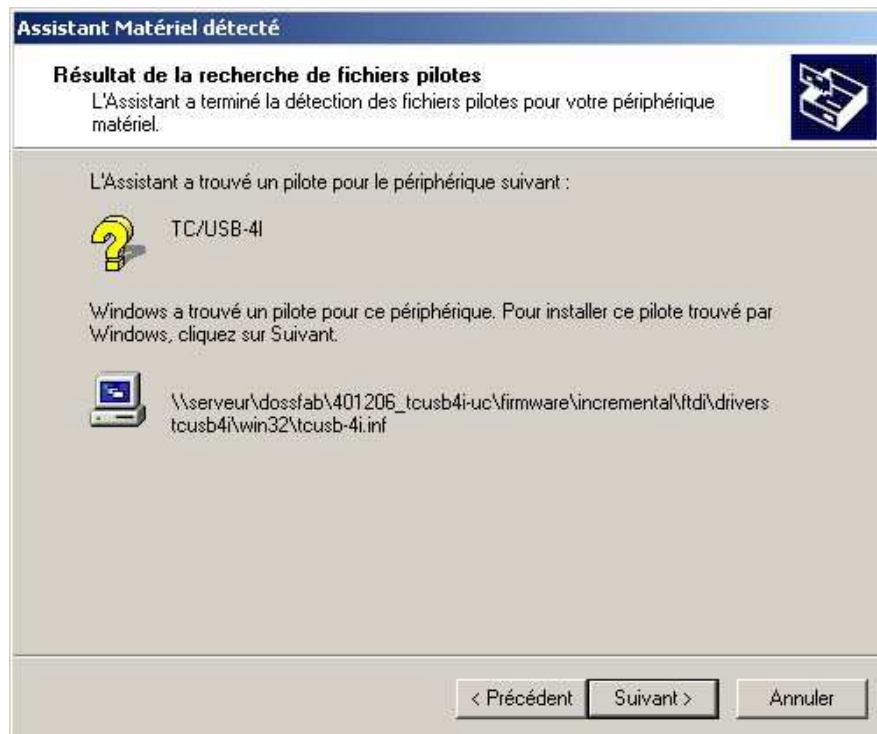 Assistant Matériel détecté
Résultat de la recherche de fichiers pilotes
L'Assistant a terminé la détection des fichiers pilotes pour votre périphérique
matériel.
L'Assistant a trouvé un pilote pour le périphérique suivant :
TC/USB-4I
Windows a trouvé un pilote pour ce périphérique. Pour installer ce pilote trouvé par
Windows, cliquez sur Suivant.
\\serveur\dossfab\401206_tcusb4i-uc\firmware\incremental\ftdi\drivers
tcusb4i\win32\tcusb-4i.inf
< Précédent Suivant > Annuler